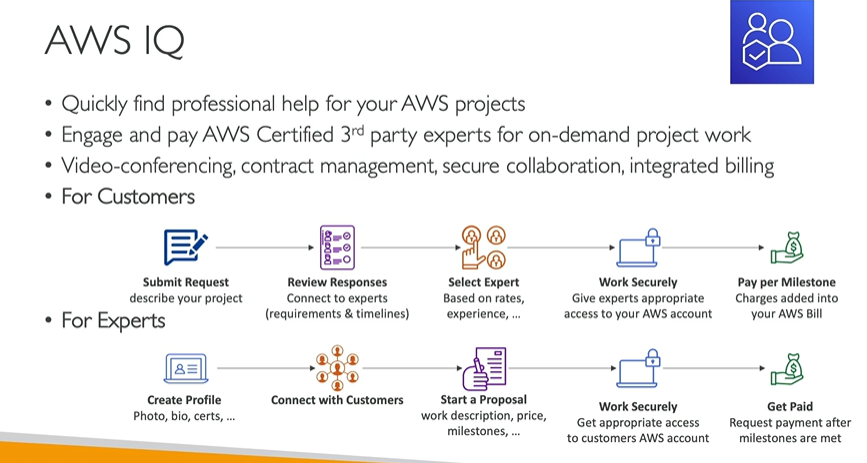 AWS IQ
• Quickly find professional help for your AWS projects
• Engage and pay AWS Certified 3rd party experts for on-demand project work
• Video-conferencing, contract management, secure collaboration, integrated billing
• For Customers
Submit Request
describe your project
Review Responses
Connect to experts
(requirements & timelines)
Select Expert
Based on rates,
experience, ...
Work Securely
Give experts appropriate
access to your AWS account
Pay per Milestone
Charges added into
your AWS Bill
• For Experts
Create Profile
Photo, bio, certs, ...
Connect with Customers
Start a Proposal
work description, price,
milestones, ...
Work Securely
Get appropriate access
to customers AWS account
Get Paid
Request payment after
milestones are met